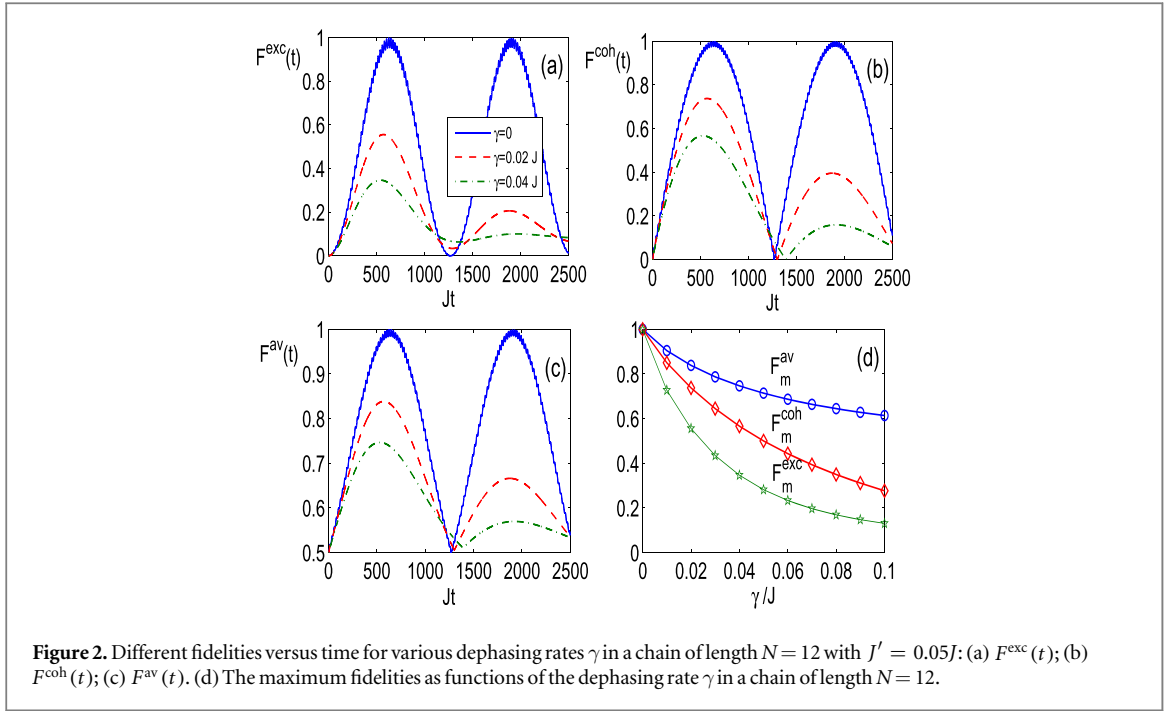 F^exc(t)
1
0.8
0.6
0.4
0.2
0
(a)
γ=0
γ=0.02 J
γ=0.04 J
0 500 1000 1500 2000 2500
Jt
F^coh(t)
1
0.8
0.6
0.4
0.2
0
(b)
0 500 1000 1500 2000 2500
Jt
F^av(t)
1
0.9
0.8
0.7
0.6
0.5
(c)
0 500 1000 1500 2000 2500
Jt
1
0.8
0.6
0.4
0.2
0
(d)
F_m^av
F_m^coh
F_m^exc
0 0.02 0.04 0.06 0.08 0.1
γ/J
Figure 2. Different fidelities versus time for various dephasing rates γ in a chain of length N = 12 with J′ = 0.05J: (a) F^exc(t); (b)
F^coh(t); (c) F^av(t). (d) The maximum fidelities as functions of the dephasing rate γ in a chain of length N = 12.